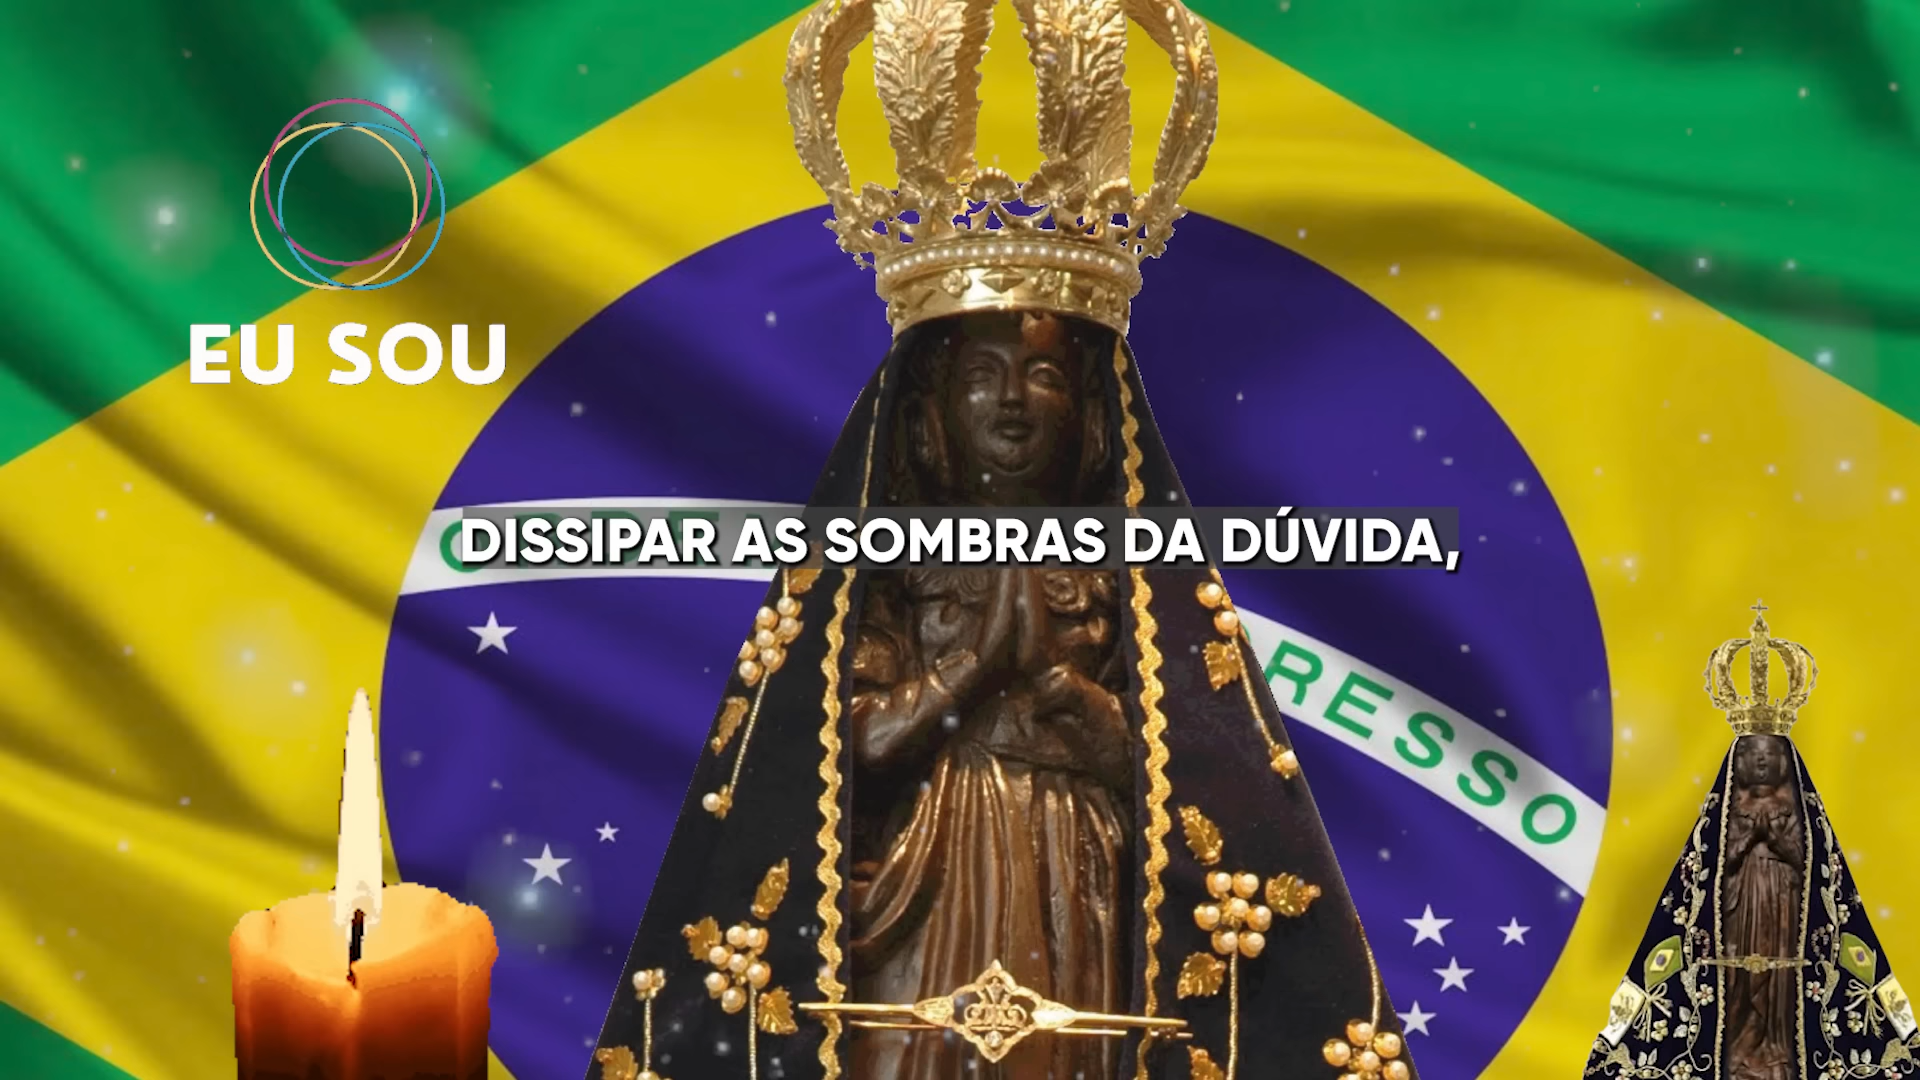 EU SOU
DISSIPAR AS SOMBRAS DA DÚVIDA,
RESSO